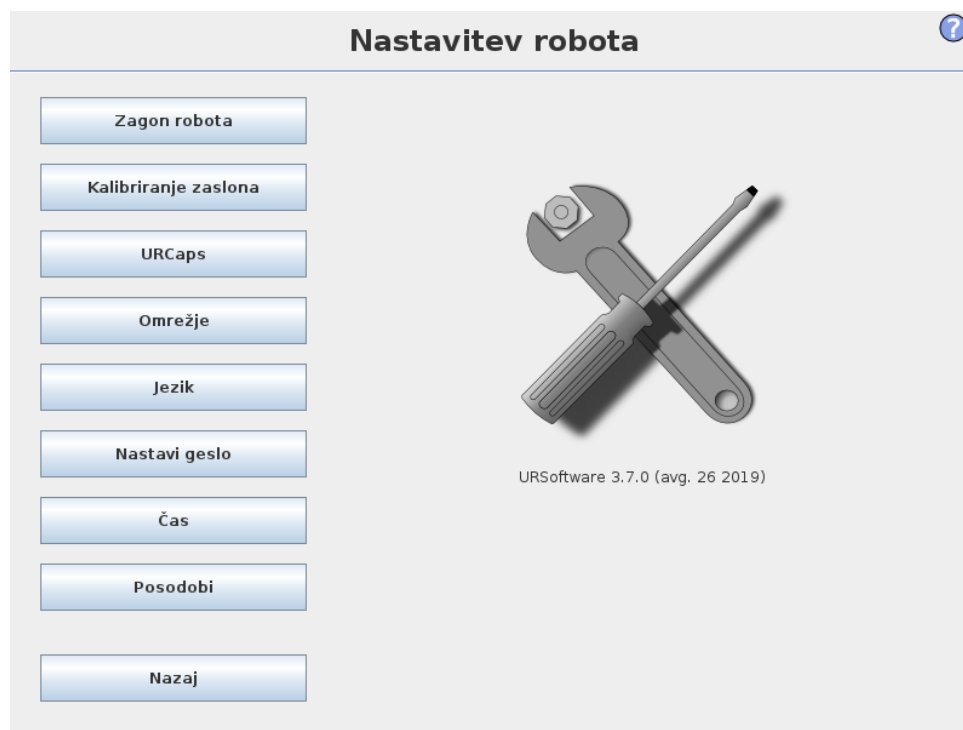 Nastavitev robota
?
Zagon robota
Kalibriranje zaslona
URCaps
Omrežje
Jezik
Nastavi geslo
Čas
Posodobi
Nazaj
URSoftware 3.7.0 (avg. 26 2019)